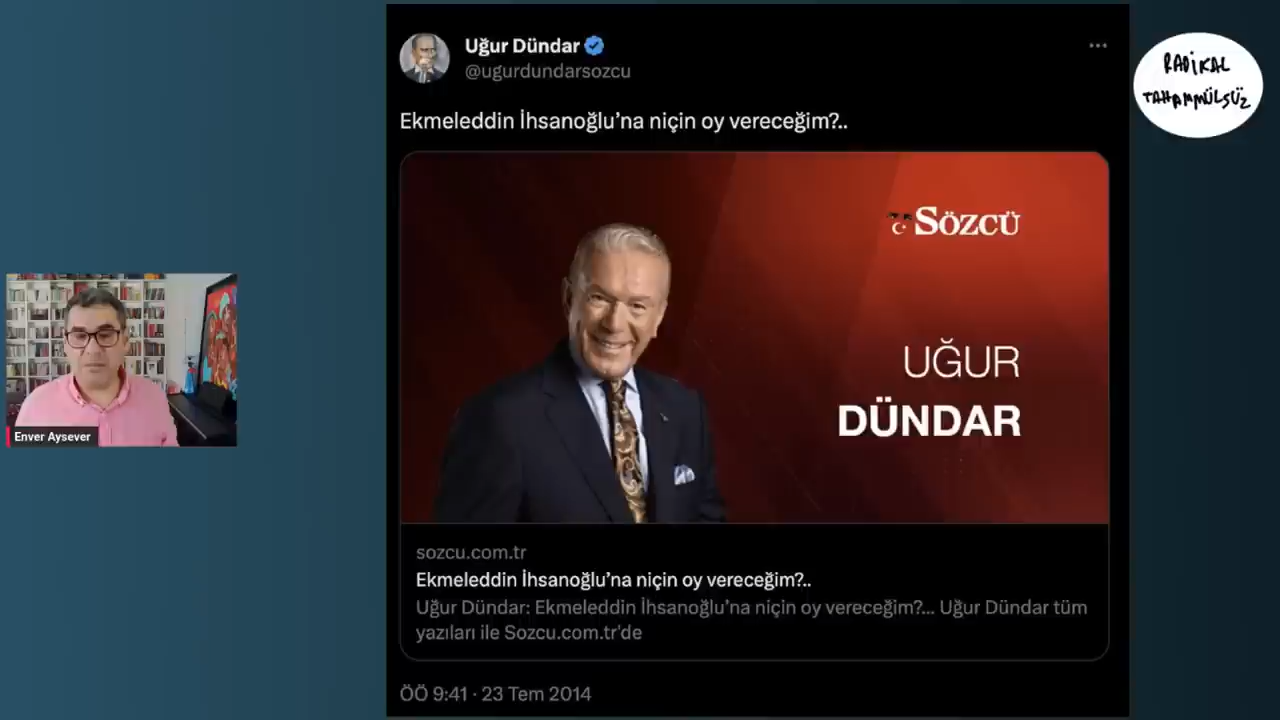 Uğur Dündar
@ugurdundarsozcu
Ekmeleddin İhsanoğlu'na niçin oy vereceğim?..
SÖZCÜ
UĞUR
DÜNDAR
sozcu.com.tr
Ekmeleddin İhsanoğlu'na niçin oy vereceğim?..
Uğur Dündar: Ekmeleddin İhsanoğlu'na niçin oy vereceğim?... Uğur Dündar tüm
yazıları ile Sozcu.com.tr'de
ÖÖ 9:41 · 23 Tem 2014
RADİKAL
TAHAMMÜLSÜZ
Enver Aysever